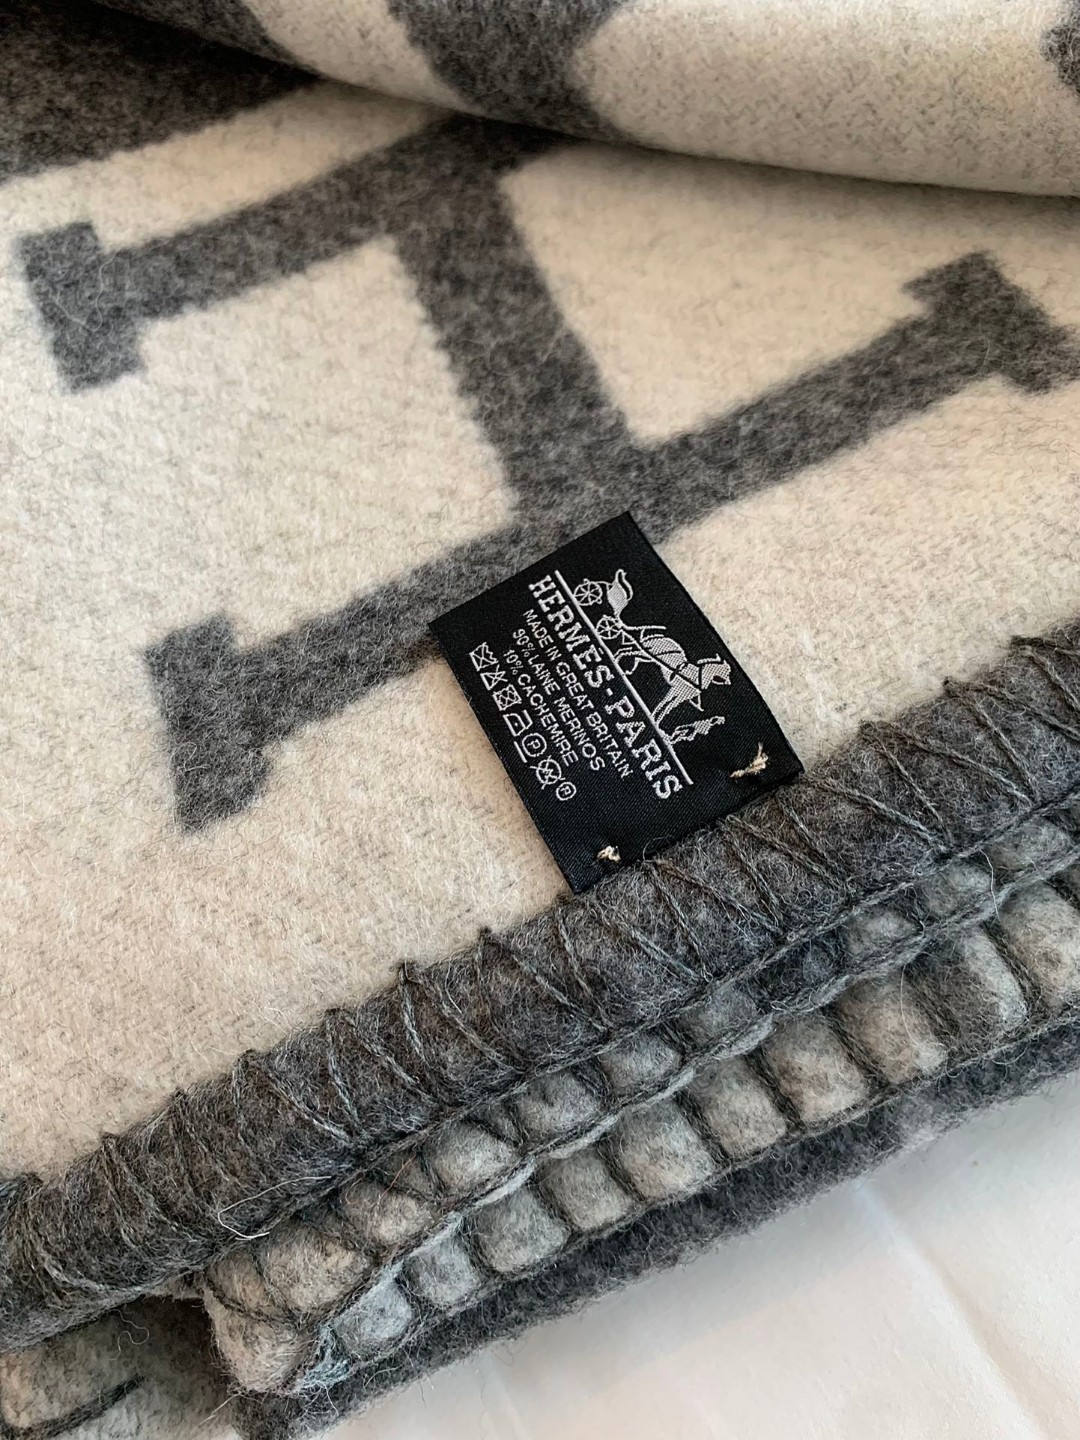 HERMES-PARIS
MADE IN GREAT BRITAIN
90% LAINE MERINOS
10% CACHEMIRE
P